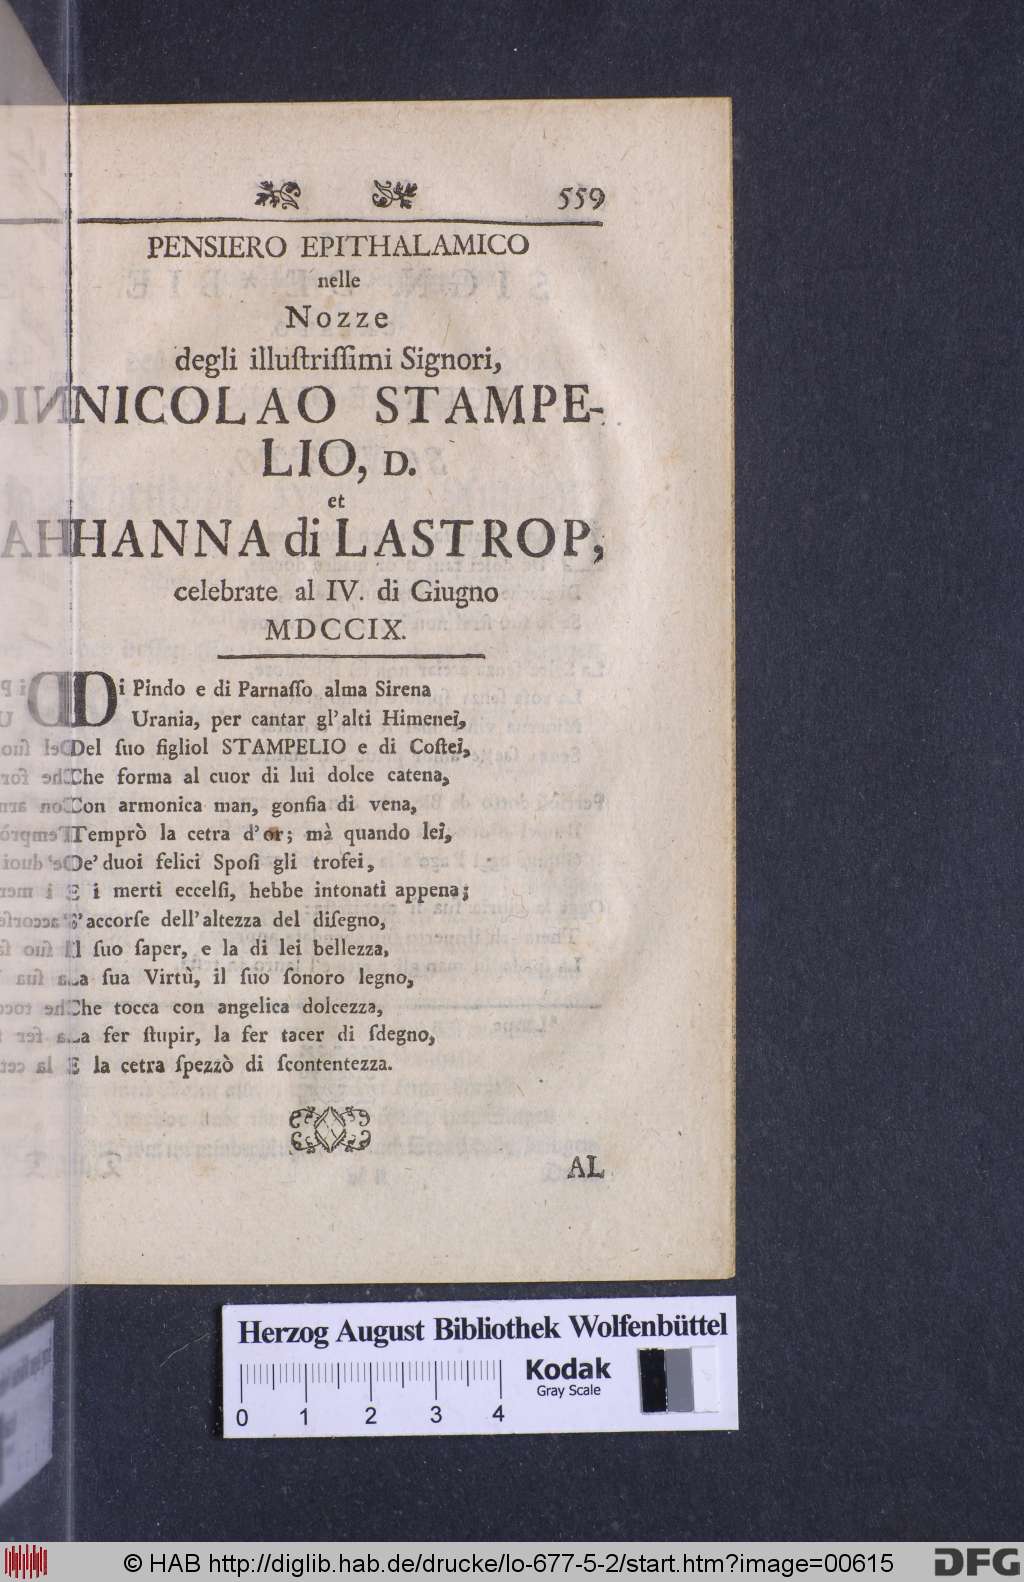 559
PENSIERO EPITHALAMICO
nelle
Nozze
degli illuſtriſſimi Signori,
NICOLAO STAMPE-
LIO, D.
et
HANNA di LASTROP,
celebrate al IV. di Giugno
MDCCIX.
Di Pindo e di Parnaſſo alma Sirena
Urania, per cantar gl'alti Himeneî,
Del ſuo figliol STAMPELIO e di Coſteî,
Che forma al cuor di lui dolce catena,
Con armonica man, gonfia di vena,
Temprò la cetra d'or; mà quando leî,
De' duoi felici Spoſi gli trofei,
E i merti eccelſi, hebbe intonati appena;
S'accorſe dell'altezza del diſegno,
Il ſuo ſaper, e la di lei bellezza,
La ſua Virtù, il ſuo ſonoro legno,
Che tocca con angelica dolcezza,
La fer ſtupir, la fer tacer di ſdegno,
E la cetra ſpezzò di ſcontentezza.
AL
Herzog August Bibliothek Wolfenbüttel
0 1 2 3 4
Kodak
Gray Scale
© HAB http://diglib.hab.de/drucke/lo-677-5-2/start.htm?image=00615
DFG